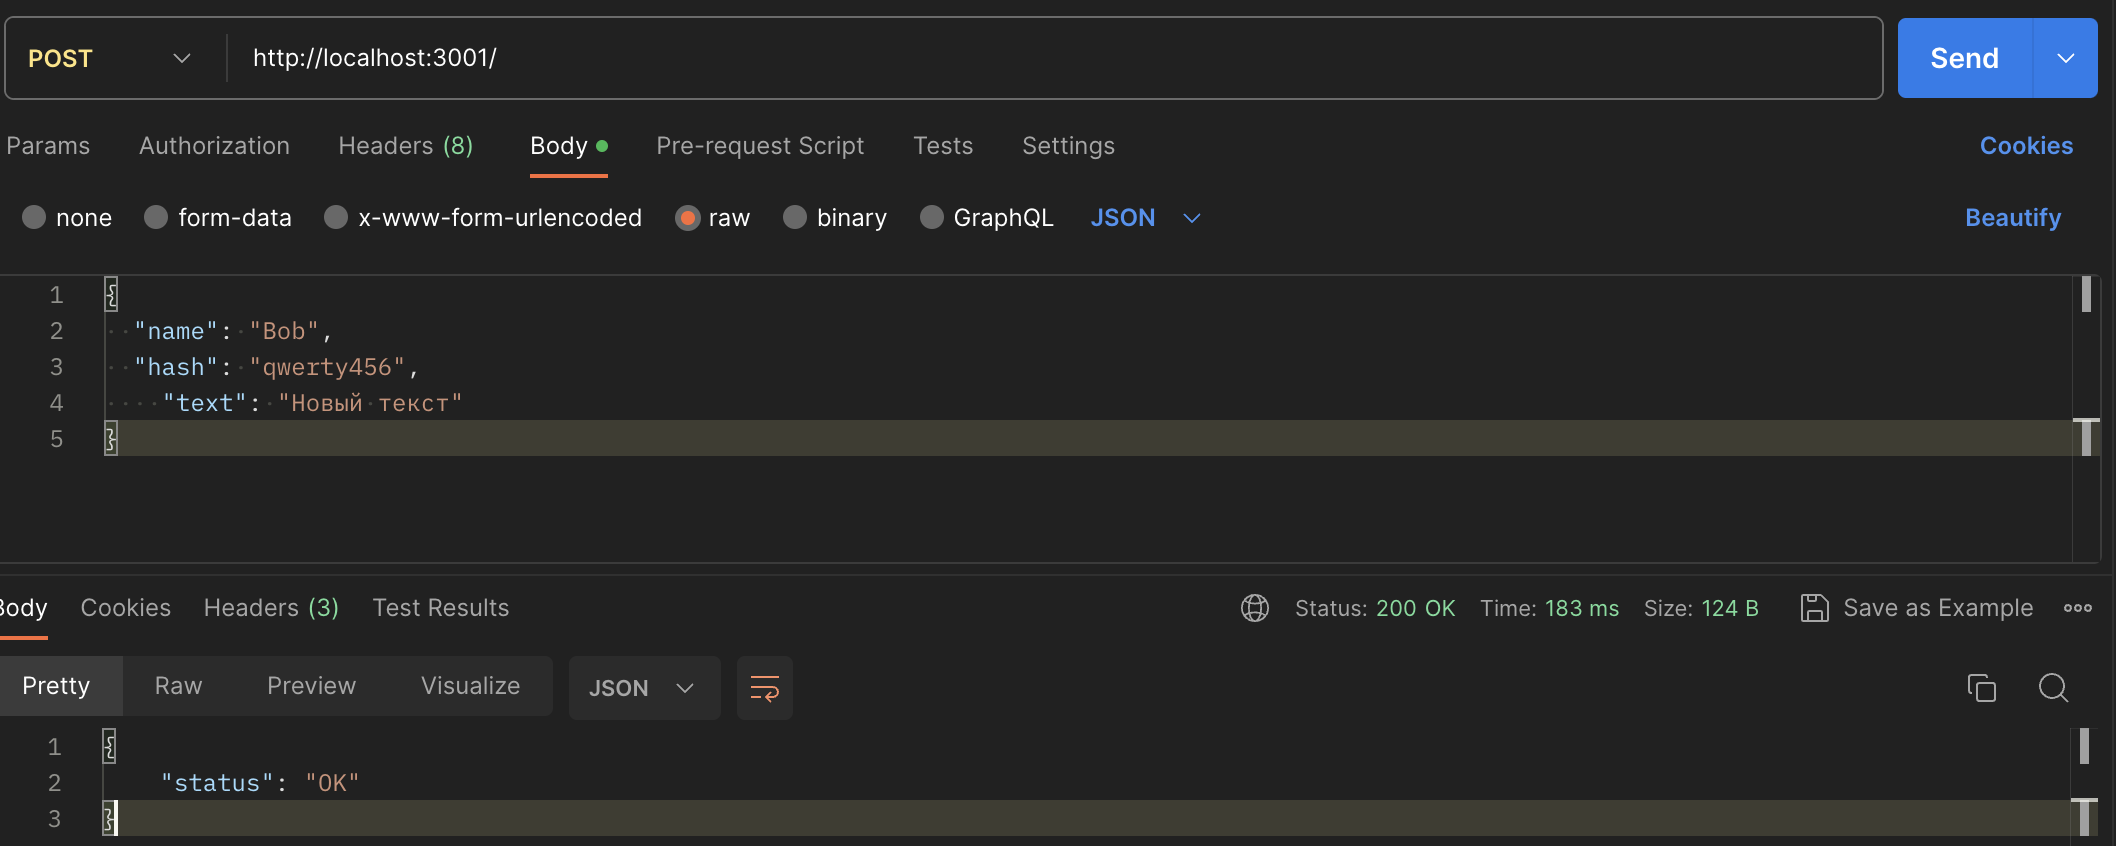 POST http://localhost:3001/ Send
Params Authorization Headers (8) Body Pre-request Script Tests Settings Cookies
none form-data x-www-form-urlencoded raw binary GraphQL JSON Beautify
1 {
2 "name": "Bob",
3 "hash": "qwerty456",
4 "text": "Новый текст"
5 }
Body Cookies Headers (3) Test Results Status: 200 OK Time: 183 ms Size: 124 B Save as Example
Pretty Raw Preview Visualize JSON
1 {
2 "status": "OK"
3 }